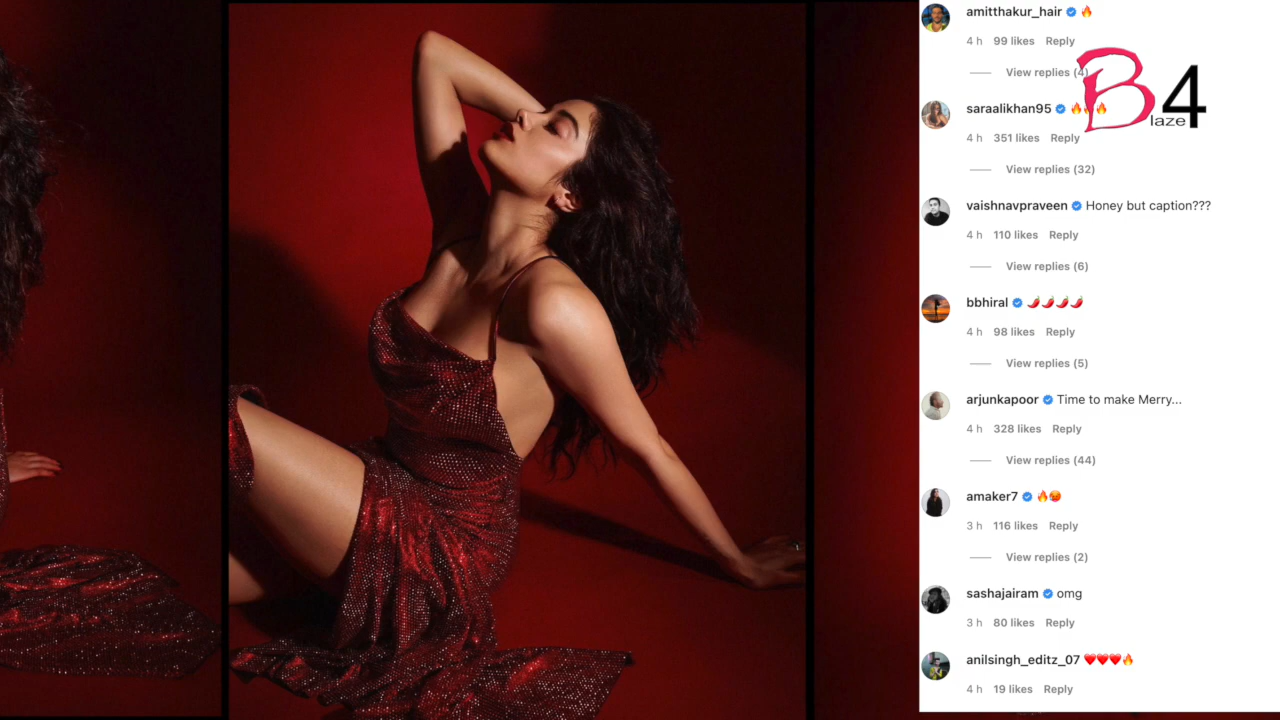 amitthakur_hair 🔥
4 h 99 likes Reply
View replies (4)
B4
laze
saraalikhan95 🔥🔥🔥
4 h 351 likes Reply
View replies (32)
vaishnavpraveen Honey but caption???
4 h 110 likes Reply
View replies (6)
bbhiral 🌶️🌶️🌶️🌶️
4 h 98 likes Reply
View replies (5)
arjunkapoor Time to make Merry...
4 h 328 likes Reply
View replies (44)
amaker7 🔥🥵
3 h 116 likes Reply
View replies (2)
sashajairam omg
3 h 80 likes Reply
anilsingh_editz_07 ❤️❤️❤️🔥
4 h 19 likes Reply